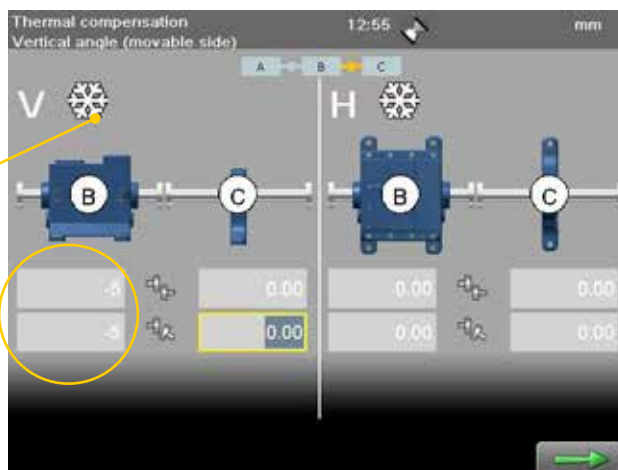 Thermal compensation 12:55 mm
Vertical angle (movable side)
A B C
V H
B C B C
-5 0.00 0.00 0.00
-5 0.00 0.00 0.00